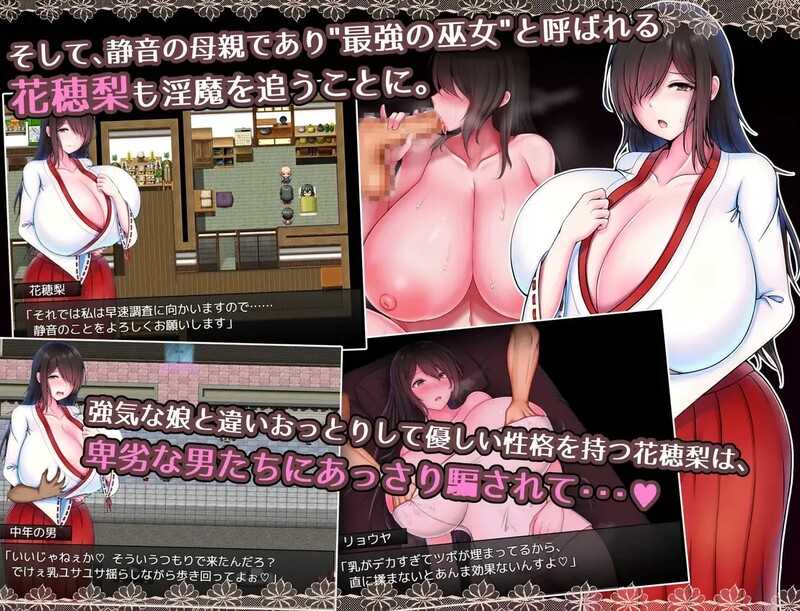 そして、静音の母親であり"最強の巫女"と呼ばれる
花穂梨も淫魔を追うことに。
花穂梨
「それでは私は早速調査に向かいますので……
静音のことをよろしくお願いします」
強気な娘と違いおっとりして優しい性格を持つ花穂梨は、
卑劣な男たちにあっさり騙されて・・・♥
中年の男
「いいじゃねぇか♡ そういうつもりで来たんだろ?
でけぇ乳ユサユサ揺らしながら歩き回ってよぉ♡」
リョウヤ
「乳がデカすぎてツボが埋まってるから、
直に揉まないとあんま効果ないんすよ♡」